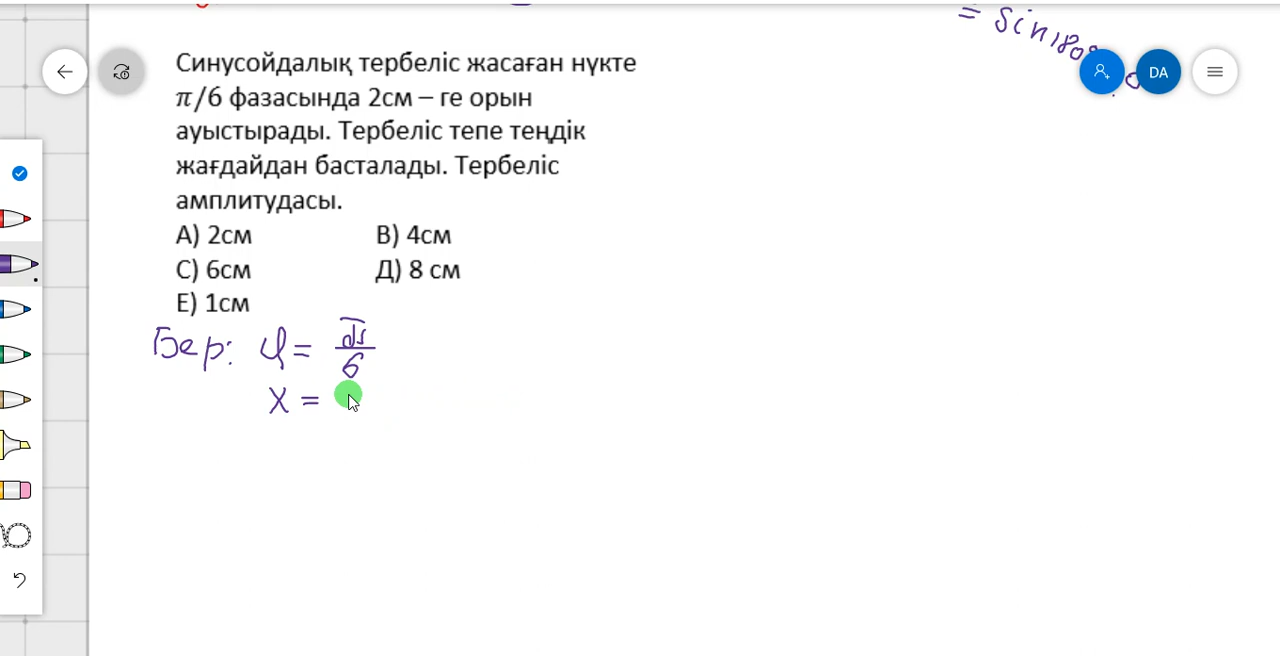 = Sin180°
DA
Синусойдалық тербеліс жасаған нүкте
π/6 фазасында 2см – ге орын
ауыстырады. Тербеліс тепе теңдік
жағдайдан басталады. Тербеліс
амплитудасы.
А) 2см В) 4см
С) 6см Д) 8 см
Е) 1см
Бер: φ = π/6
x =